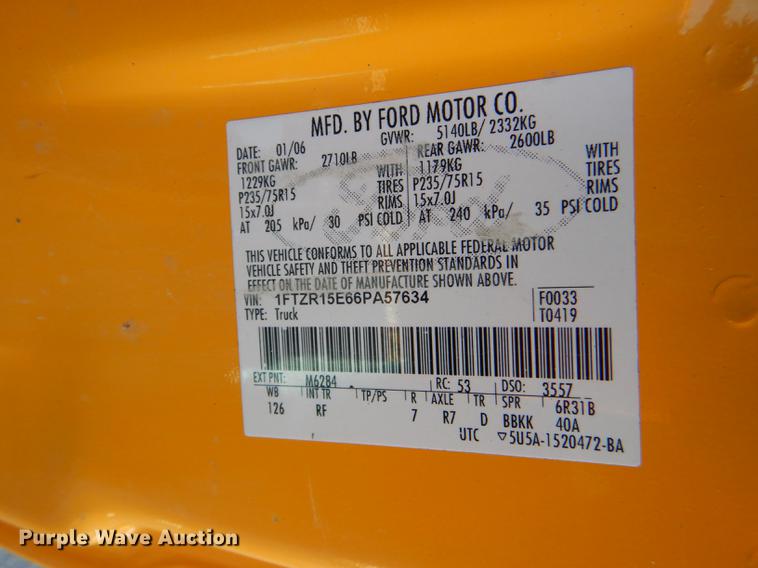 MFD. BY FORD MOTOR CO.
DATE: 01/06 GVWR: 5140LB/ 2332KG
FRONT GAWR: 2710LB REAR GAWR: 2600LB
1229KG WITH 1179KG WITH
P235/75R15 TIRES P235/75R15 TIRES
15x7.0J RIMS 15x7.0J RIMS
AT 205 kPa/ 30 PSI COLD AT 240 kPa/ 35 PSI COLD
Ford
THIS VEHICLE CONFORMS TO ALL APPLICABLE FEDERAL MOTOR
VEHICLE SAFETY AND THEFT PREVENTION STANDARDS IN
EFFECT ON THE DATE OF MANUFACTURE SHOWN ABOVE.
VIN: 1FTZR15E66PA57634 F0033
TYPE: Truck T0419
EXT PNT: M6284 RC: 53 DSO: 3557
WB INT TR TP/PS R AXLE TR SPR 6R31B
126 RF 7 R7 D BBKK 40A
UTC ▽5U5A-1520472-BA
Purple Wave Auction